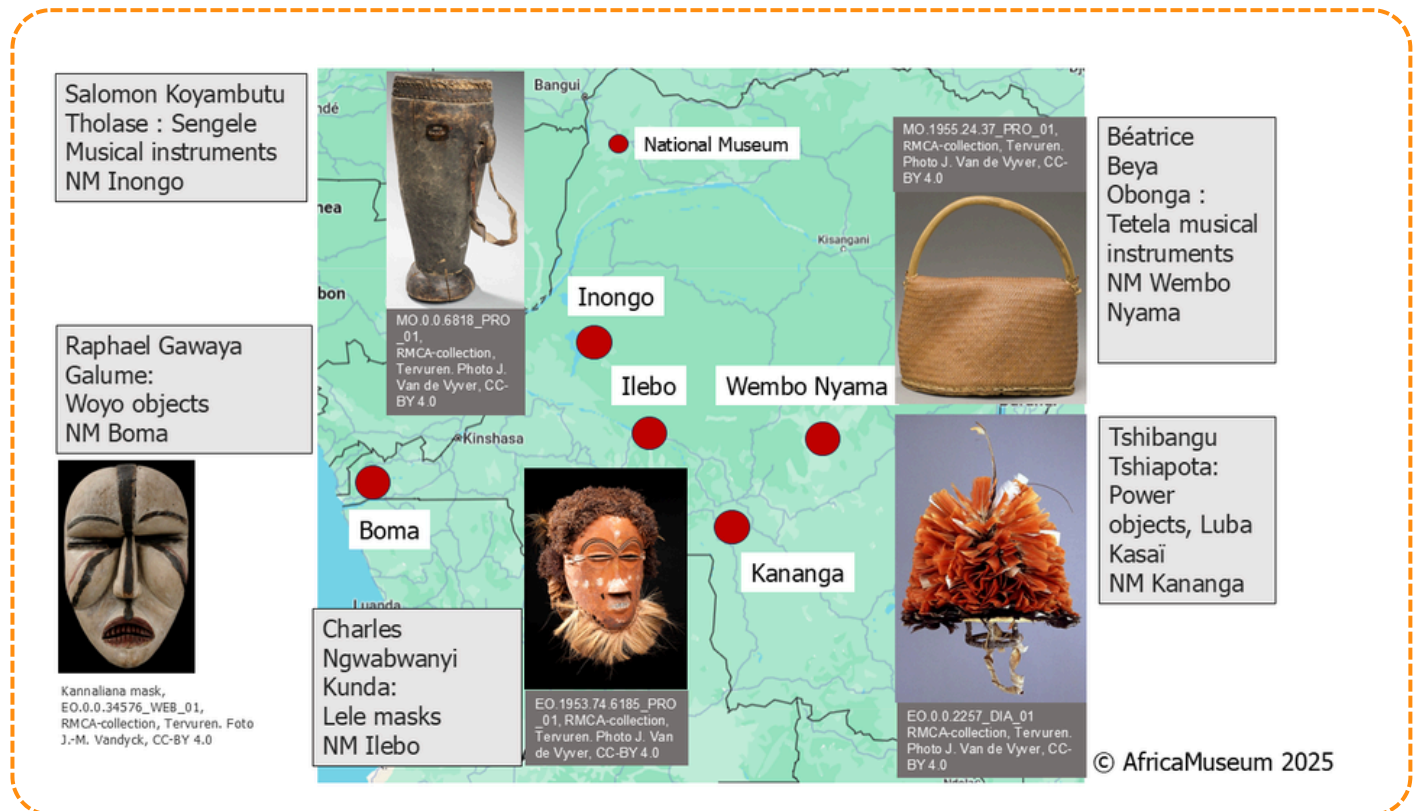 Salomon Koyambutu
Tholase : Sengele
Musical instruments
NM Inongo
Raphael Gawaya
Galume:
Woyo objects
NM Boma
Kannaliana mask,
EO.0.0.34576_WEB_01,
RMCA-collection, Tervuren. Foto
J.-M. Vandyck, CC-BY 4.0
MO.0.0.6818_PRO
_01,
RMCA-collection,
Tervuren. Photo J.
Van de Vyver, CC-
BY 4.0
Bangui
National Museum
Kisangani
Inongo
Ilebo
Wembo Nyama
Kinshasa
Boma
Kananga
Luanda
Charles
Ngwabwanyi
Kunda:
Lele masks
NM Ilebo
EO.1953.74.6185_PRO
_01, RMCA-collection,
Tervuren. Photo J. Van
de Vyver, CC-BY 4.0
MO.1955.24.37_PRO_01,
RMCA-collection, Tervuren.
Photo J. Van de Vyver, CC-
BY 4.0
Béatrice
Beya
Obonga :
Tetela musical
instruments
NM Wembo
Nyama
Tshibangu
Tshiapota:
Power
objects, Luba
Kasaï
NM Kananga
EO.0.0.2257_DIA_01
RMCA-collection, Tervuren.
Photo J. Van de Vyver, CC-
BY 4.0
© AfricaMuseum 2025